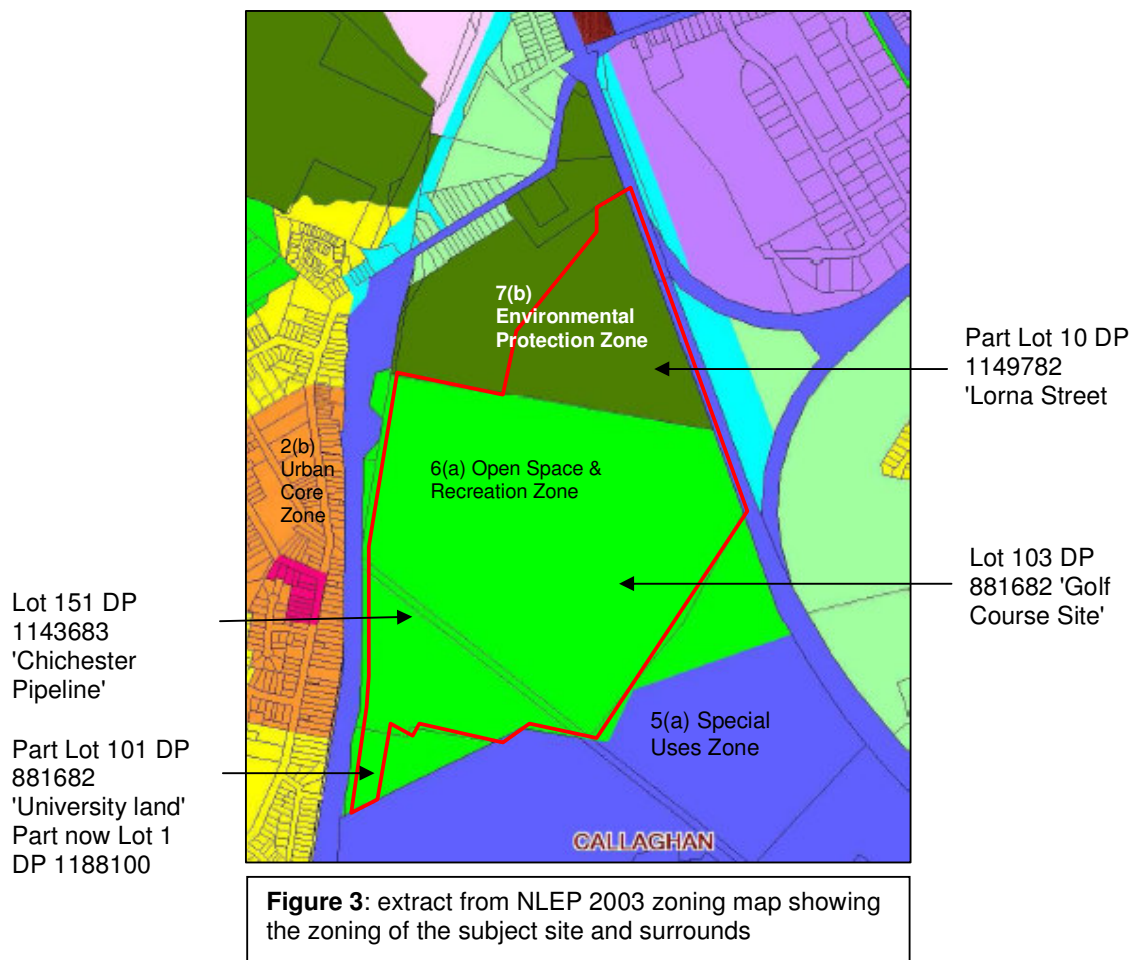 7(b)
Environmental
Protection Zone
Part Lot 10 DP
1149782
'Lorna Street
2(b)
Urban
Core
Zone
6(a) Open Space &
Recreation Zone
Lot 103 DP
881682 'Golf
Course Site'
Lot 151 DP
1143683
'Chichester
Pipeline'
5(a) Special
Uses Zone
Part Lot 101 DP
881682
'University land'
Part now Lot 1
DP 1188100
CALLAGHAN
Figure 3: extract from NLEP 2003 zoning map showing
the zoning of the subject site and surrounds